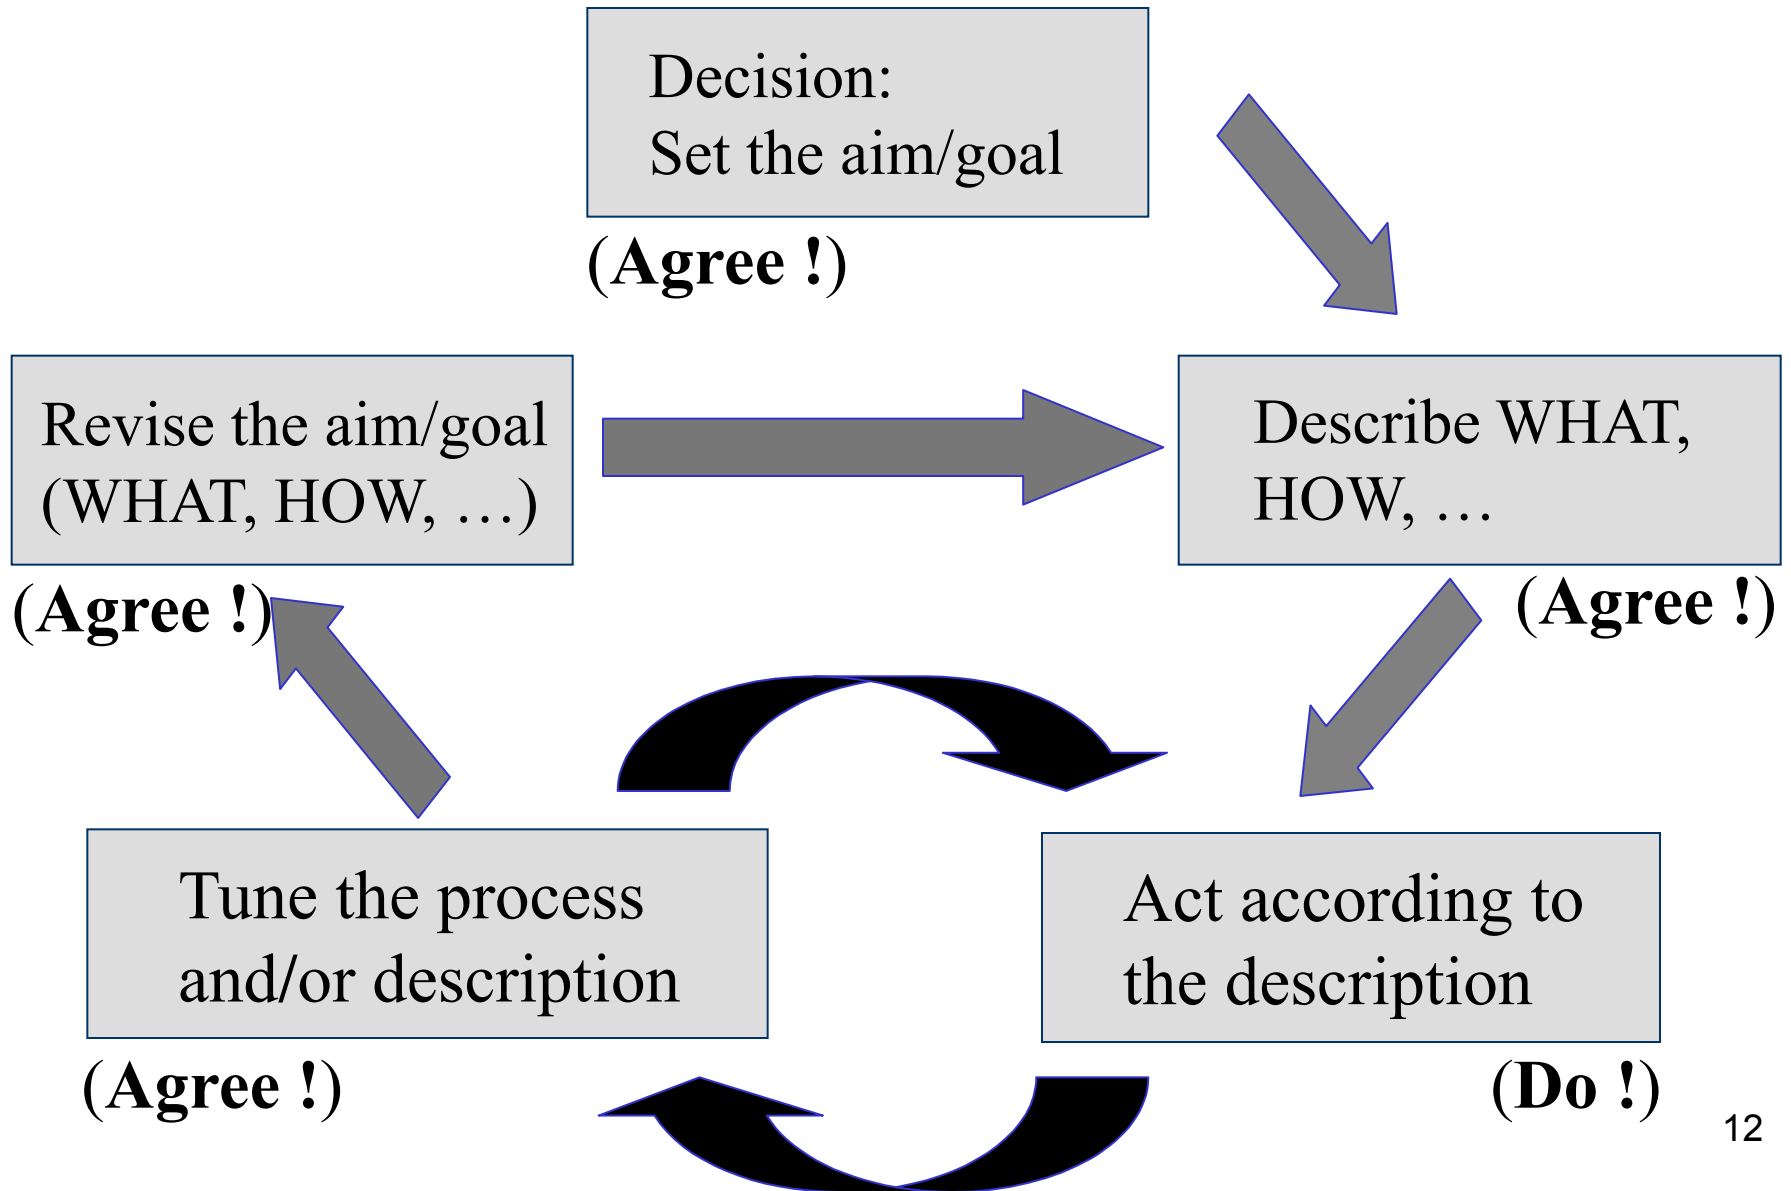 Decision:
Set the aim/goal
(Agree !)
Revise the aim/goal
(WHAT, HOW, …)
(Agree !)
Describe WHAT,
HOW, …
(Agree !)
Tune the process
and/or description
(Agree !)
Act according to
the description
(Do !)
12